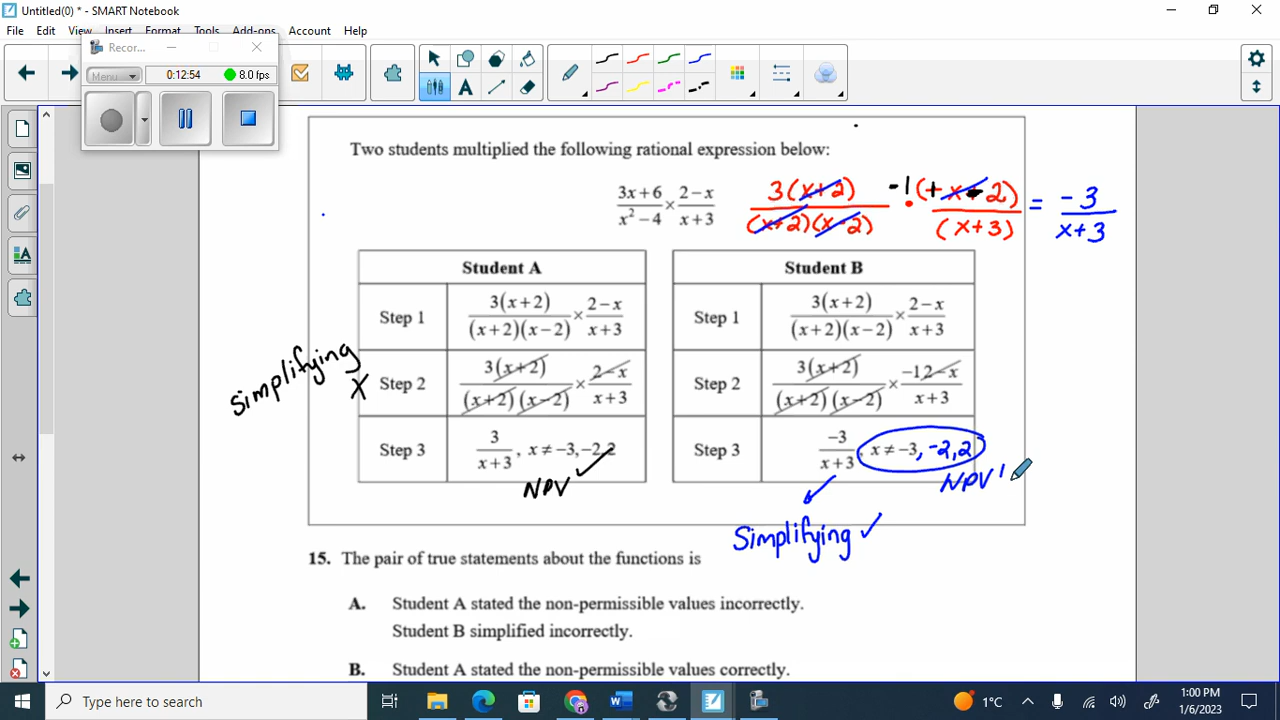 Untitled(0) * - SMART Notebook
File Edit View Insert Format Tools Add-ons Account Help
Recor...
Menu 0:12:54 8.0 fps
Two students multiplied the following rational expression below:
3x+6 / x² − 4 × 2−x / x+3
3(x+2) / (x+2)(x-2) · -1(+x-2) / (x+3) = -3 / x+3
Student A
Step 1 3(x+2) / (x+2)(x−2) × 2−x / x+3
Step 2 3(x+2) / (x+2)(x−2) × 2−x / x+3
Step 3 3 / x+3 , x ≠ −3,−2,2
simplifying X
NPV ✓
Student B
Step 1 3(x+2) / (x+2)(x−2) × 2−x / x+3
Step 2 3(x+2) / (x+2)(x−2) × −12−x / x+3
Step 3 −3 / x+3 , x ≠ −3, -2, 2
NPV'
Simplifying ✓
15. The pair of true statements about the functions is
A. Student A stated the non-permissible values incorrectly.
Student B simplified incorrectly.
B. Student A stated the non-permissible values correctly.
Type here to search
1°C
1:00 PM
1/6/2023